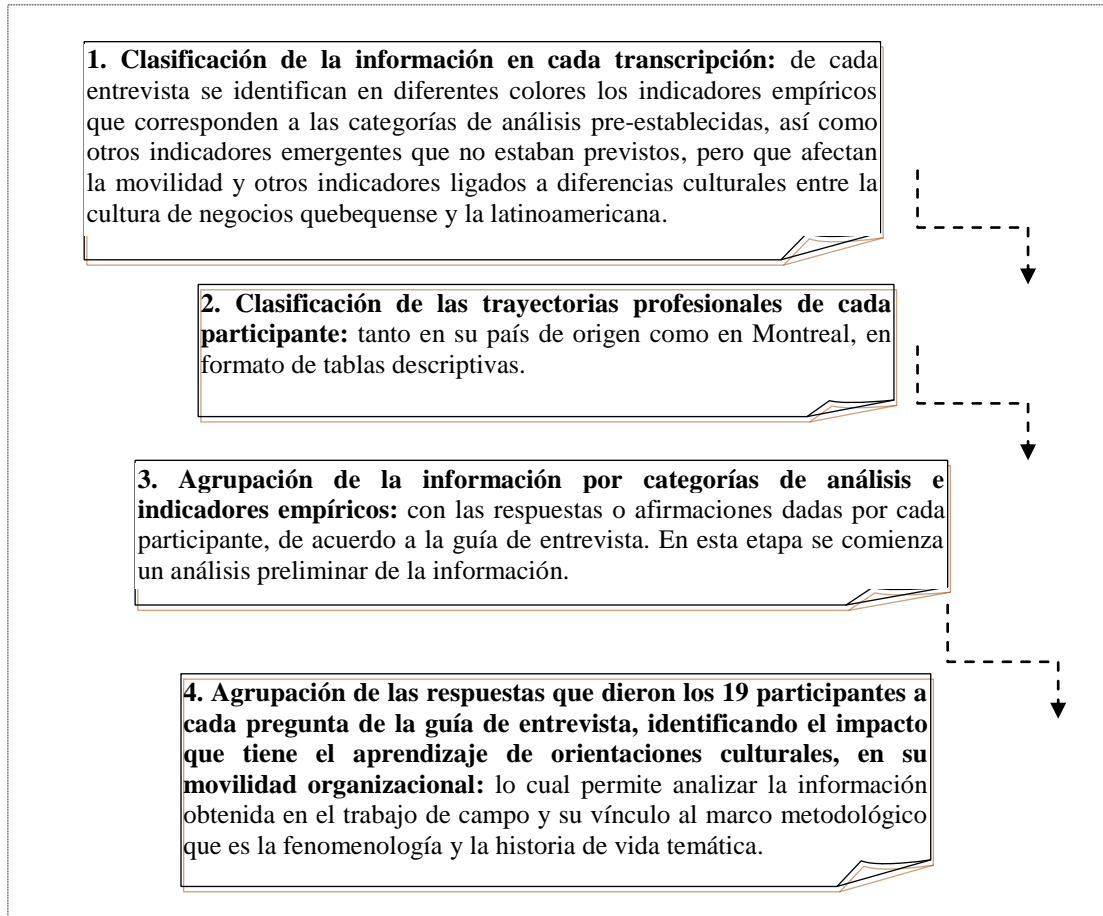 1. Clasificación de la información en cada transcripción: de cada
entrevista se identifican en diferentes colores los indicadores empíricos
que corresponden a las categorías de análisis pre-establecidas, así como
otros indicadores emergentes que no estaban previstos, pero que afectan
la movilidad y otros indicadores ligados a diferencias culturales entre la
cultura de negocios quebequense y la latinoamericana.
2. Clasificación de las trayectorias profesionales de cada
participante: tanto en su país de origen como en Montreal, en
formato de tablas descriptivas.
3. Agrupación de la información por categorías de análisis e
indicadores empíricos: con las respuestas o afirmaciones dadas por cada
participante, de acuerdo a la guía de entrevista. En esta etapa se comienza
un análisis preliminar de la información.
4. Agrupación de las respuestas que dieron los 19 participantes a
cada pregunta de la guía de entrevista, identificando el impacto
que tiene el aprendizaje de orientaciones culturales, en su
movilidad organizacional: lo cual permite analizar la información
obtenida en el trabajo de campo y su vínculo al marco metodológico
que es la fenomenología y la historia de vida temática.